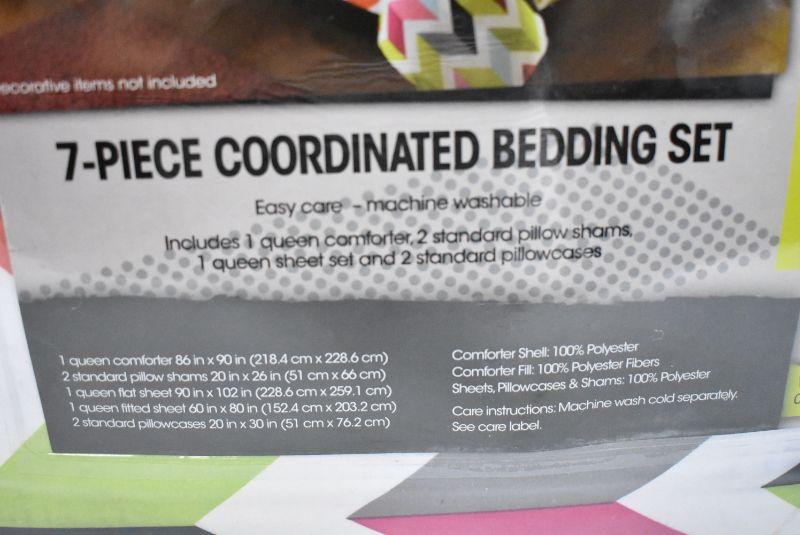 decorative items not included
7-PIECE COORDINATED BEDDING SET
Easy care - machine washable
Includes 1 queen comforter, 2 standard pillow shams,
1 queen sheet set and 2 standard pillowcases
1 queen comforter 86 in x 90 in (218.4 cm x 228.6 cm)
2 standard pillow shams 20 in x 26 in (51 cm x 66 cm)
1 queen flat sheet 90 in x 102 in (228.6 cm x 259.1 cm)
1 queen fitted sheet 60 in x 80 in (152.4 cm x 203.2 cm)
2 standard pillowcases 20 in x 30 in (51 cm x 76.2 cm)
Comforter Shell: 100% Polyester
Comforter Fill: 100% Polyester Fibers
Sheets, Pillowcases & Shams: 100% Polyester
Care instructions: Machine wash cold separately.
See care label.